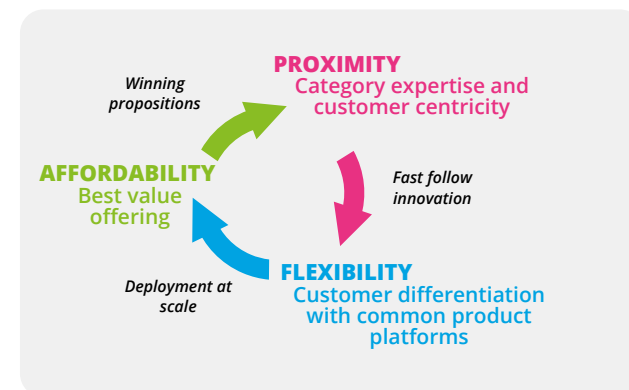 PROXIMITY
Category expertise and
customer centricity
Winning
propositions
Fast follow
innovation
AFFORDABILITY
Best value
offering
FLEXIBILITY
Customer differentiation
with common product
platforms
Deployment at
scale